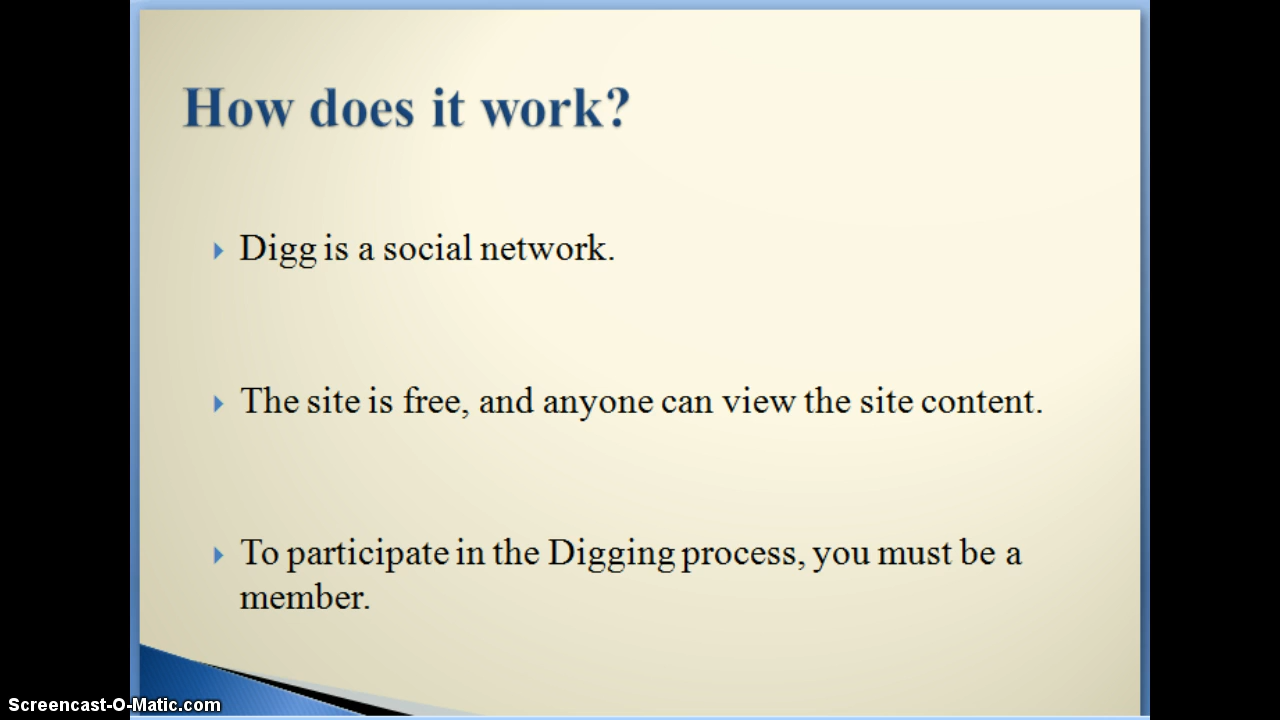 How does it work?
Digg is a social network.
The site is free, and anyone can view the site content.
To participate in the Digging process, you must be a
member.
Screencast-O-Matic.com